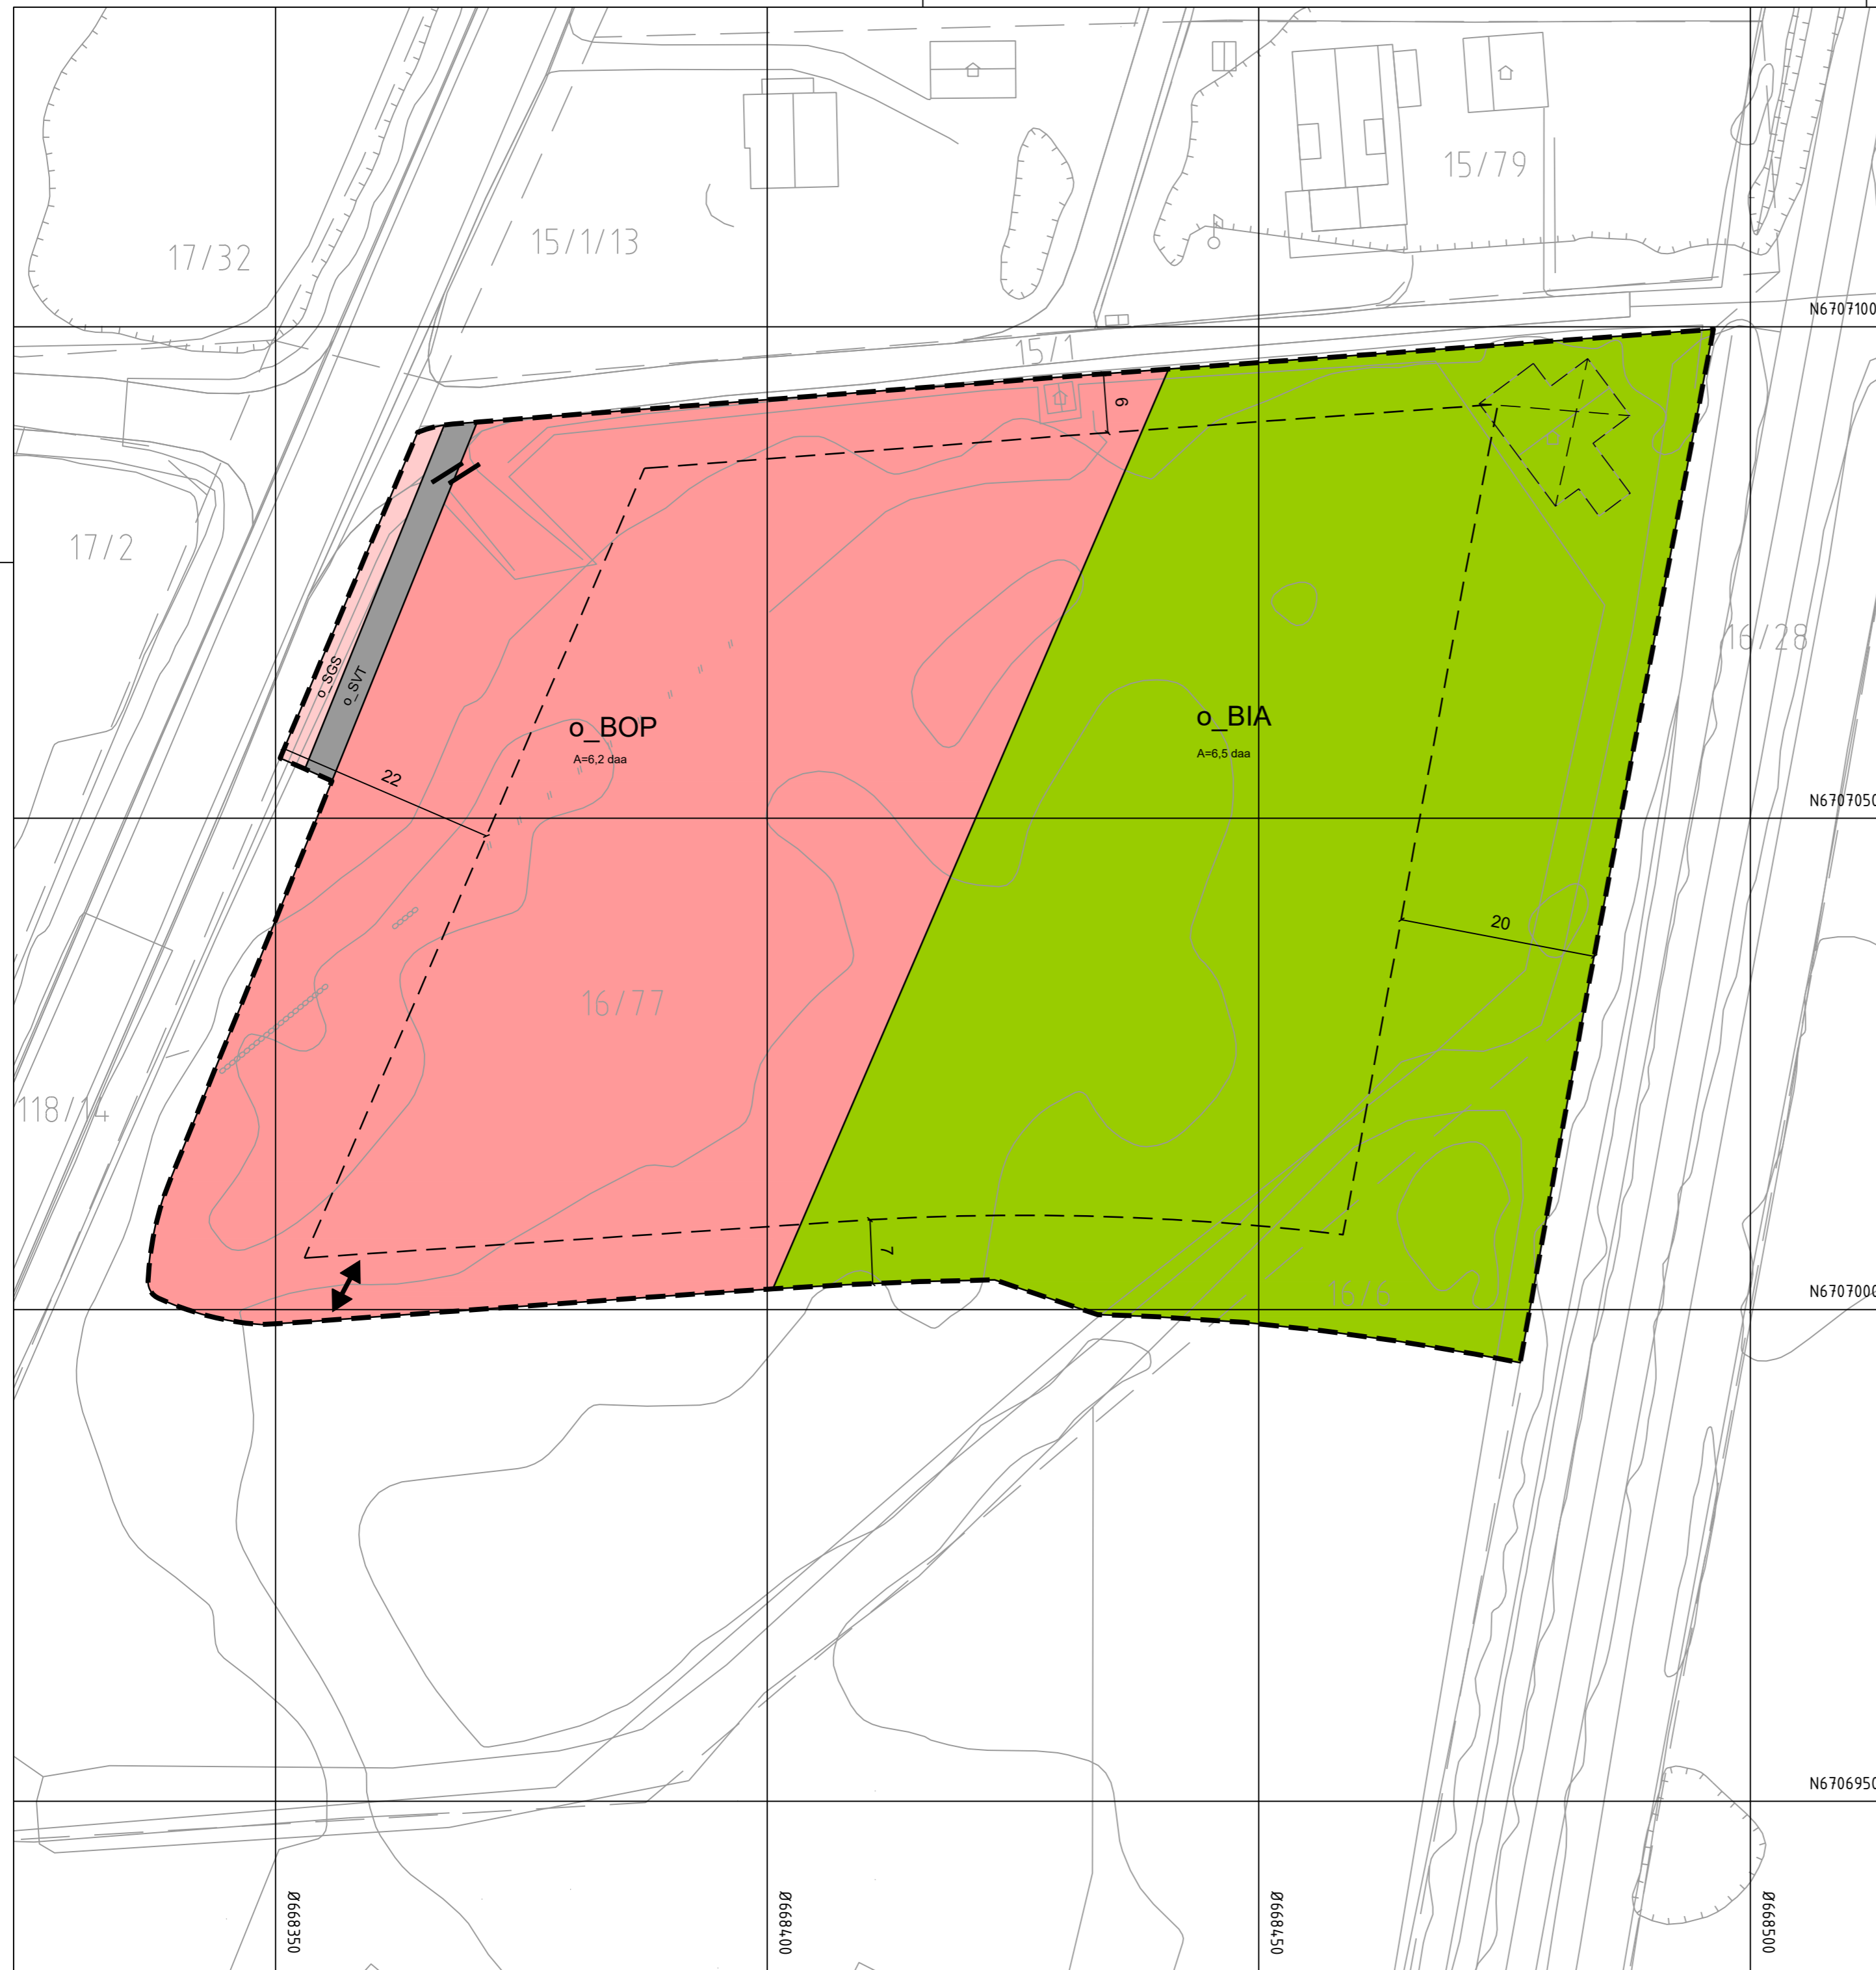 15/79
15/1/13
17/32
N6707100
15/1
6
17/2
16/28
o_SGS
o_SVT
o_BOP
A=6,2 daa
o_BIA
A=6,5 daa
22
N6707050
20
16/77
118/14
7
16/6
N6707000
N6706950
Ø668350
Ø668400
Ø668450
Ø668500